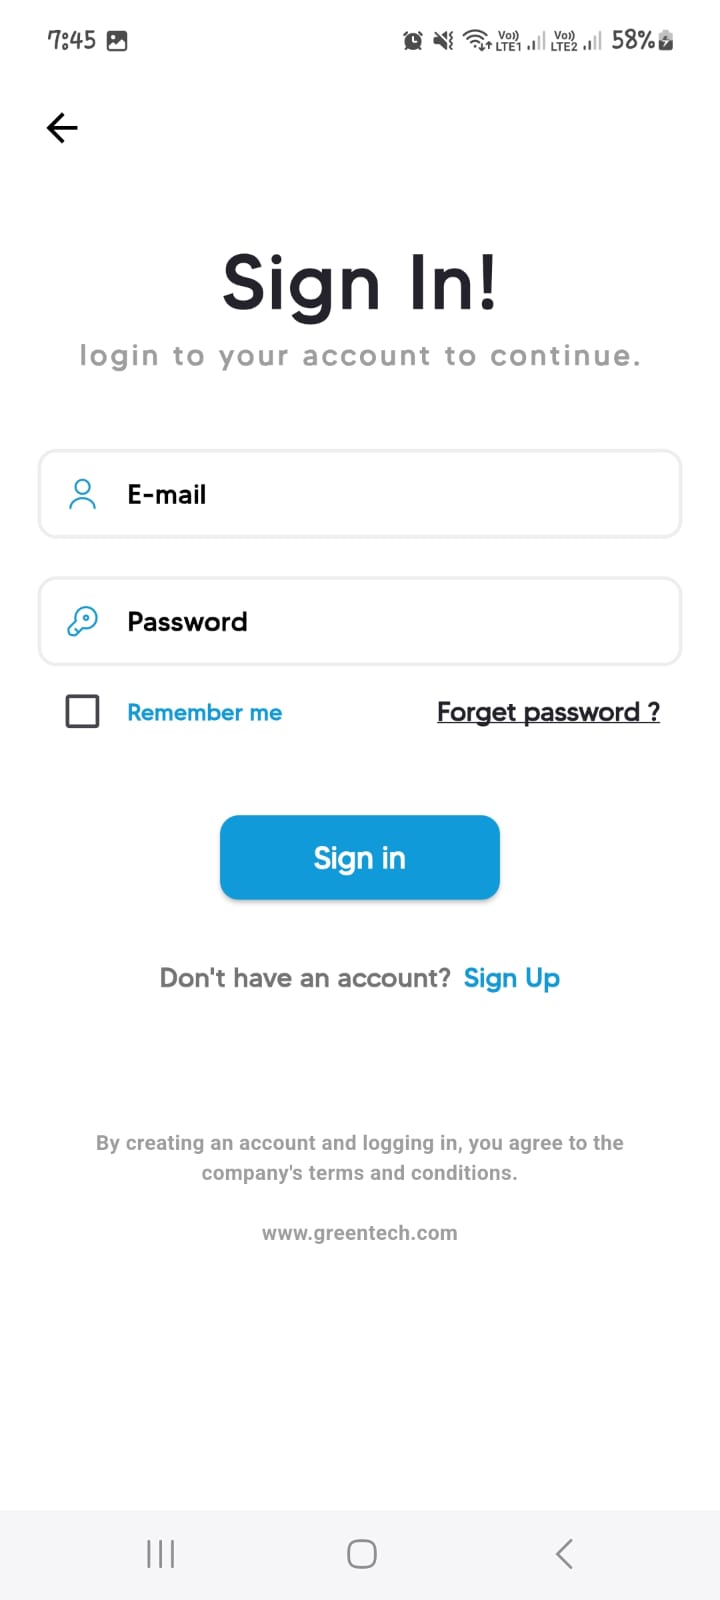 7:45 Vo)) LTE1 Vo)) LTE2 58%
Sign In!
login to your account to continue.
E-mail
Password
Remember me Forget password ?
Sign in
Don't have an account? Sign Up
By creating an account and logging in, you agree to the
company's terms and conditions.
www.greentech.com